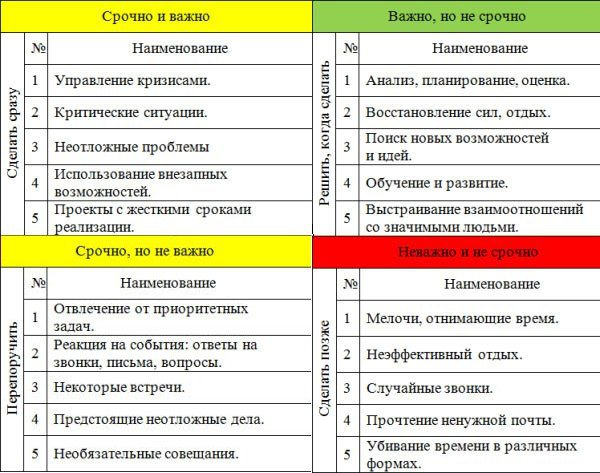 Срочно и важно
Сделать сразу
№ Наименование
1 Управление кризисами.
2 Критические ситуации.
3 Неотложные проблемы
4 Использование внезапных
возможностей.
5 Проекты с жесткими сроками
реализации.
Важно, но не срочно
Решить, когда сделать
№ Наименование
1 Анализ, планирование, оценка.
2 Восстановление сил, отдых.
3 Поиск новых возможностей
и идей.
4 Обучение и развитие.
5 Выстраивание взаимоотношений
со значимыми людьми.
Срочно, но не важно
Перепоручить
№ Наименование
1 Отвлечение от приоритетных
задач.
2 Реакция на события: ответы на
звонки, письма, вопросы.
3 Некоторые встречи.
4 Предстоящие неотложные дела.
5 Необязательные совещания.
Неважно и не срочно
Сделать позже
№ Наименование
1 Мелочи, отнимающие время.
2 Неэффективный отдых.
3 Случайные звонки.
4 Прочтение ненужной почты.
5 Убивание времени в различных
формах.